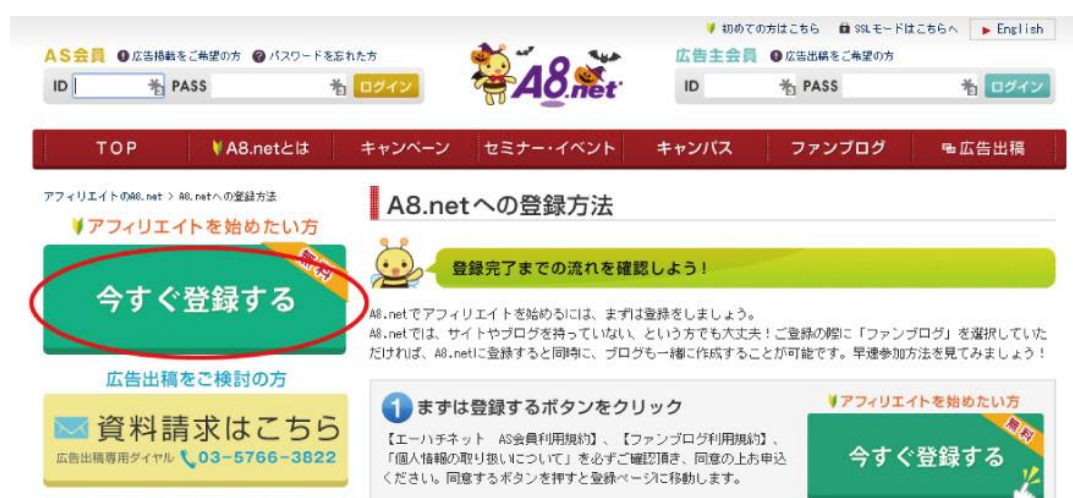 初めての方はこちら SSLモードはこちらへ English
AS会員 広告掲載をご希望の方 パスワードを忘れた方
広告主会員 広告出稿をご希望の方
ID PASS ログイン
A8.net
ID PASS ログイン
TOP A8.netとは キャンペーン セミナー・イベント キャンパス ファンブログ 広告出稿
アフィリエイトのA8.net > A8.netへの登録方法
アフィリエイトを始めたい方
無料
今すぐ登録する
広告出稿をご検討の方
資料請求はこちら
広告出稿専用ダイヤル 03-5766-3822
A8.netへの登録方法
登録完了までの流れを確認しよう!
A8.netでアフィリエイトを始めるには、まずは登録をしましょう。
A8.netでは、サイトやブログを持っていない、という方でも大丈夫!ご登録の際に「ファンブログ」を選択していた
だければ、A8.netに登録すると同時に、ブログも一緒に作成することが可能です。早速参加方法を見てみましょう!
1 まずは登録するボタンをクリック
【エーハチネット AS会員利用規約】、【ファンブログ利用規約】、
「個人情報の取り扱いについて」を必ずご確認頂き、同意の上お申込
ください。同意するボタンを押すと登録ページに移動します。
アフィリエイトを始めたい方
無料
今すぐ登録する